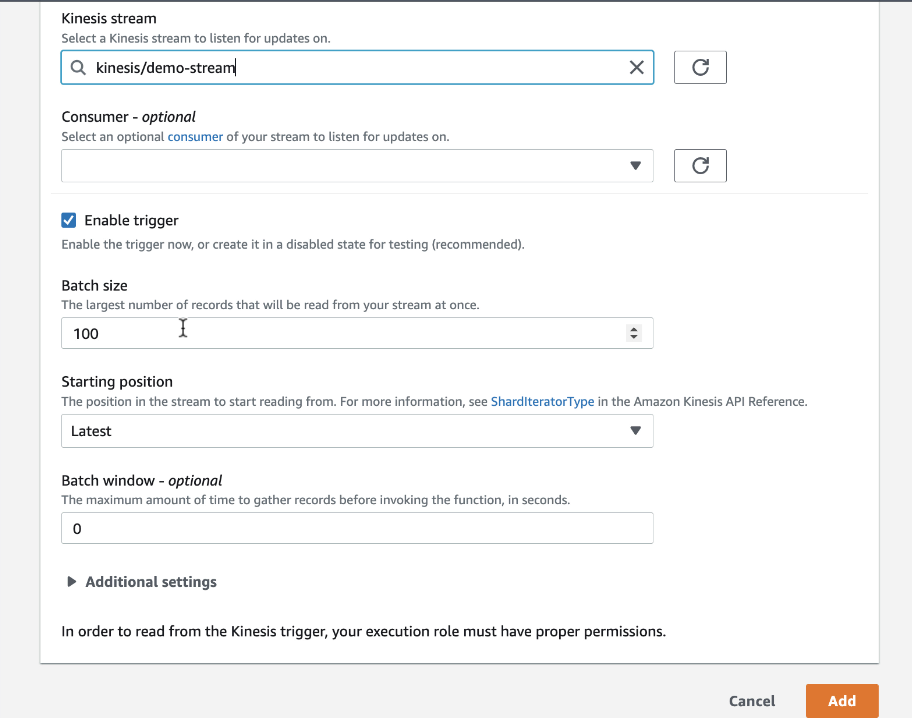 Kinesis stream
Select a Kinesis stream to listen for updates on.
kinesis/demo-stream
Consumer - optional
Select an optional consumer of your stream to listen for updates on.
Enable trigger
Enable the trigger now, or create it in a disabled state for testing (recommended).
Batch size
The largest number of records that will be read from your stream at once.
100
Starting position
The position in the stream to start reading from. For more information, see ShardIteratorType in the Amazon Kinesis API Reference.
Latest
Batch window - optional
The maximum amount of time to gather records before invoking the function, in seconds.
0
Additional settings
In order to read from the Kinesis trigger, your execution role must have proper permissions.
Cancel Add